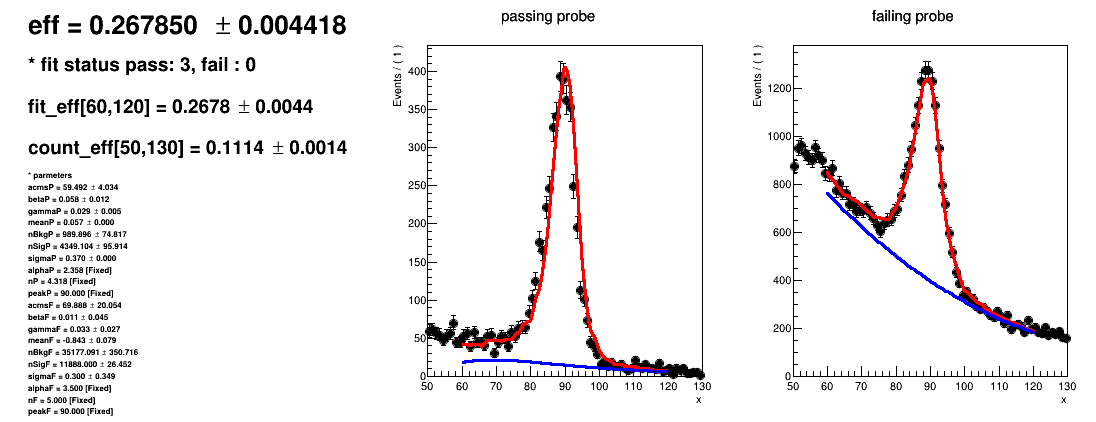 eff = 0.267850 ± 0.004418
* fit status pass: 3, fail : 0
fit_eff[60,120] = 0.2678 ± 0.0044
count_eff[50,130] = 0.1114 ± 0.0014
* parmeters
acmsP = 59.492 ± 4.034
betaP = 0.058 ± 0.012
gammaP = 0.029 ± 0.005
meanP = 0.057 ± 0.000
nBkgP = 989.896 ± 74.817
nSigP = 4349.104 ± 95.914
sigmaP = 0.370 ± 0.000
alphaP = 2.358 [Fixed]
nP = 4.318 [Fixed]
peakP = 90.000 [Fixed]
acmsF = 69.888 ± 20.054
betaF = 0.011 ± 0.045
gammaF = 0.033 ± 0.027
meanF = -0.843 ± 0.079
nBkgF = 35177.091 ± 350.716
nSigF = 11888.000 ± 26.452
sigmaF = 0.300 ± 0.349
alphaF = 3.500 [Fixed]
nF = 5.000 [Fixed]
peakF = 90.000 [Fixed]
passing probe
Events / ( 1 )
400
350
300
250
200
150
100
50
0
50 60 70 80 90 100 110 120 130
x
failing probe
Events / ( 1 )
1200
1000
800
600
400
200
0
50 60 70 80 90 100 110 120 130
x